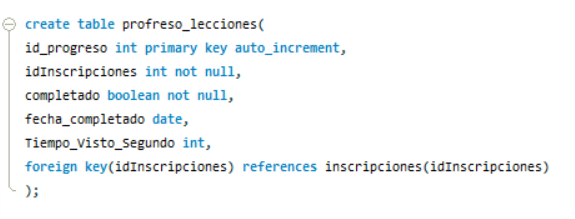 create table profreso_lecciones(
id_progreso int primary key auto_increment,
idInscripciones int not null,
completado boolean not null,
fecha_completado date,
Tiempo_Visto_Segundo int,
foreign key(idInscripciones) references inscripciones(idInscripciones)
);